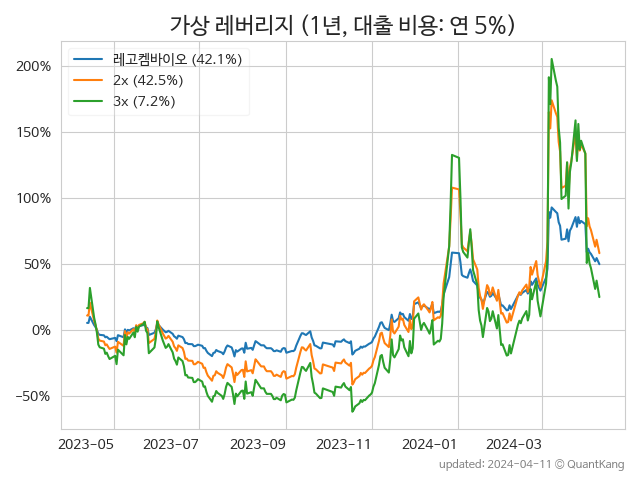 가상 레버리지 (1년, 대출 비용: 연 5%)
레고켐바이오 (42.1%)
2x (42.5%)
3x (7.2%)
200%
150%
100%
50%
0%
−50%
2023-05 2023-07 2023-09 2023-11 2024-01 2024-03
updated: 2024-04-11 © QuantKang